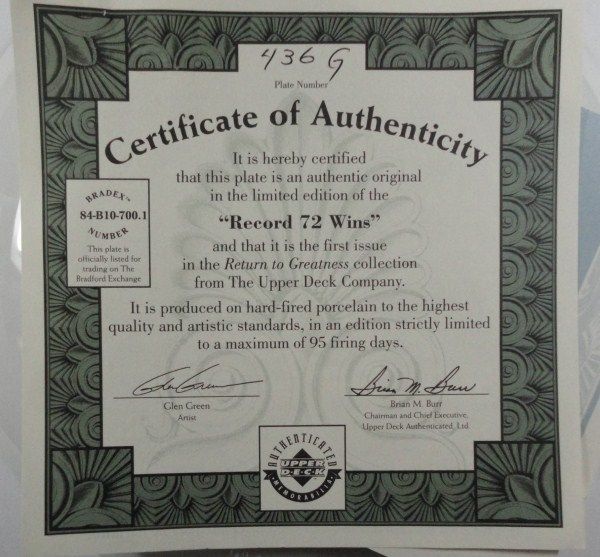 436 G
Plate Number
Certificate of Authenticity
It is hereby certified
that this plate is an authentic original
in the limited edition of the
“Record 72 Wins”
and that it is the first issue
in the Return to Greatness collection
from The Upper Deck Company.
It is produced on hard-fired porcelain to the highest
quality and artistic standards, in an edition strictly limited
to a maximum of 95 firing days.
BRADEX™
84-B10-700.1
NUMBER
This plate is
officially listed for
trading on The
Bradford Exchange
Glen Green
Glen Green
Artist
Brian M. Burr
Brian M. Burr
Chairman and Chief Executive,
Upper Deck Authenticated, Ltd.
AUTHENTICATED
UPPER
DECK
MEMORABILIA